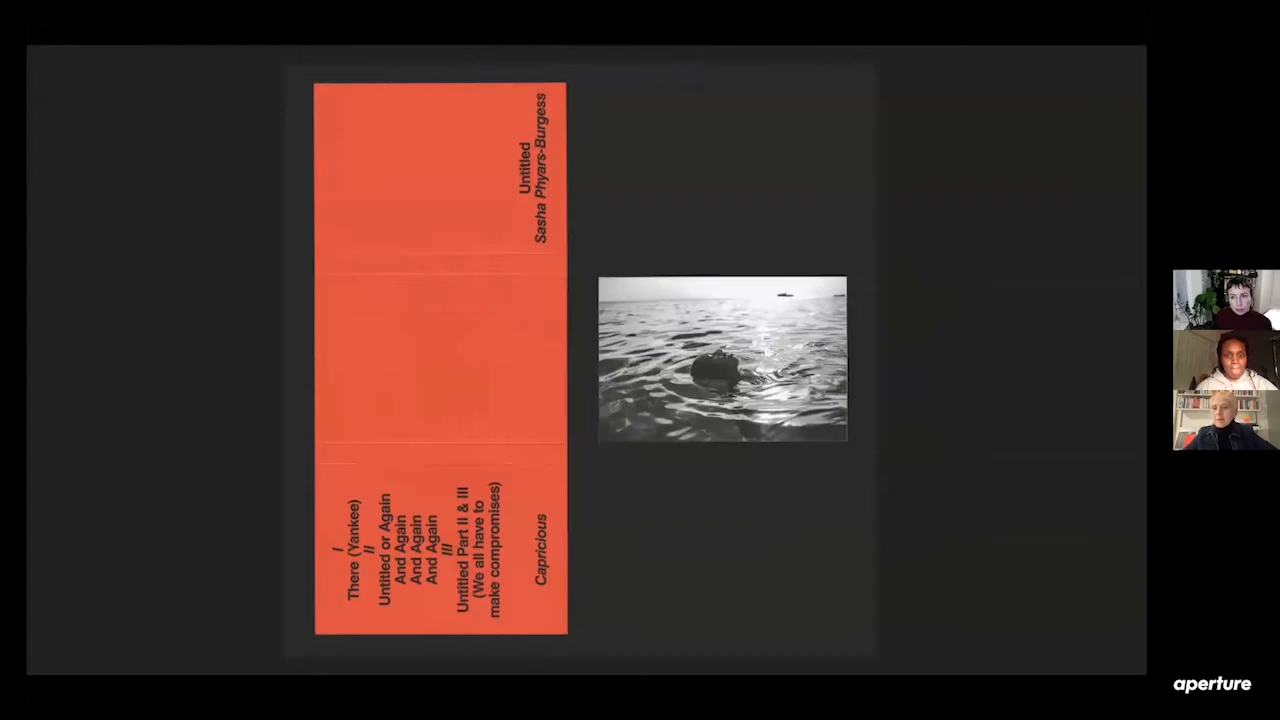 Untitled
Sasha Phyars-Burgess
I
There (Yankee)
II
Untitled or Again
And Again
And Again
And Again
III
Untitled Part II & III
(We all have to
make compromises)
Capricious
aperture